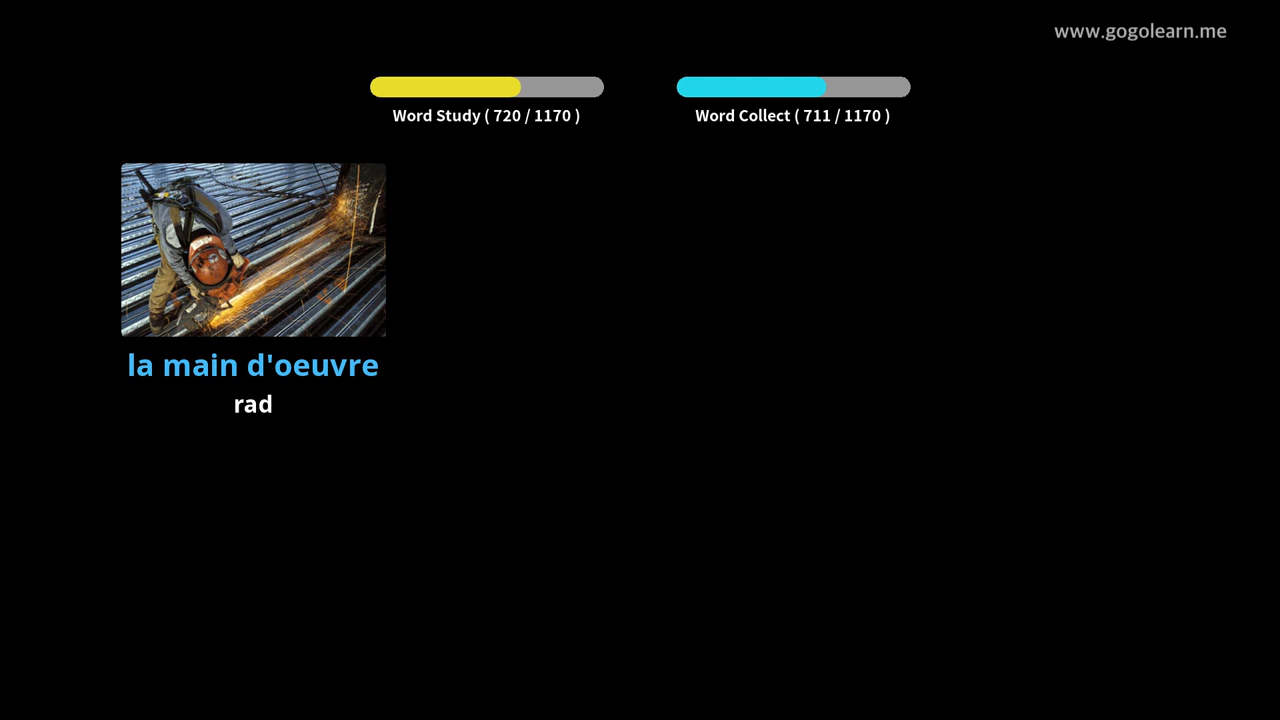 www.gogolearn.me
Word Study ( 720 / 1170 )
Word Collect ( 711 / 1170 )
la main d'oeuvre
rad